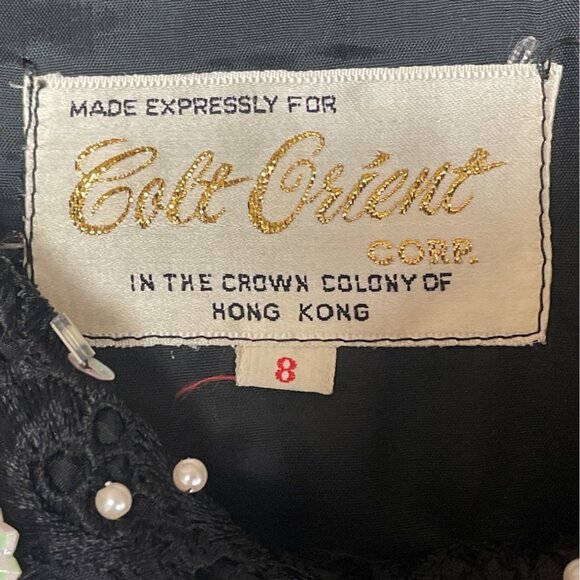 MADE EXPRESSLY FOR
Colt Orient
CORP.
IN THE CROWN COLONY OF
HONG KONG
8